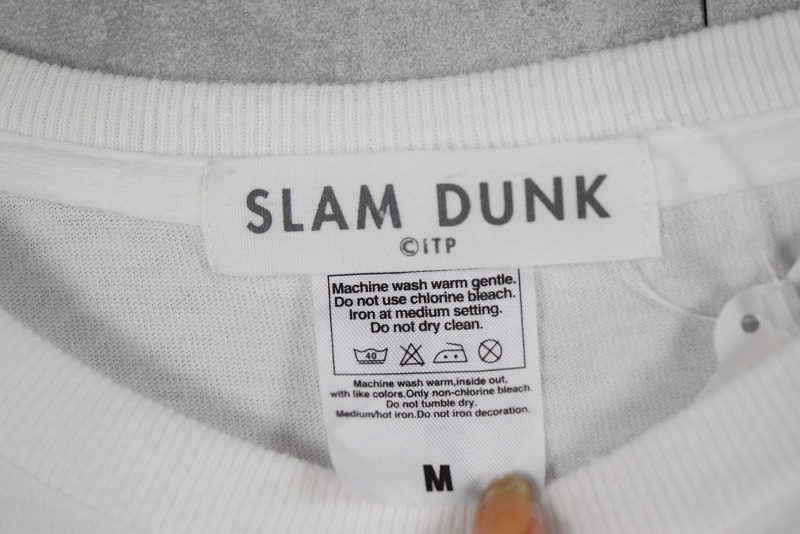 SLAM DUNK
©iTP
Machine wash warm gentle.
Do not use chlorine bleach.
Iron at medium setting.
Do not dry clean.
40
Machine wash warm,inside out,
with like colors.Only non-chlorine bleach.
Do not tumble dry.
Medium/hot iron.Do not iron decoration.
M